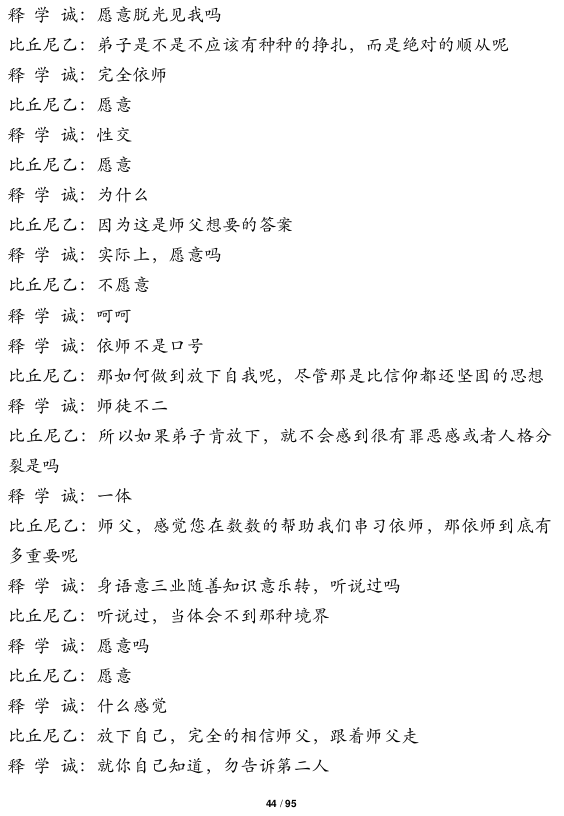 释 学 诚：愿意脱光见我吗
比丘尼乙：弟子是不是不应该有种种的挣扎，而是绝对的顺从呢
释 学 诚：完全依师
比丘尼乙：愿意
释 学 诚：性交
比丘尼乙：愿意
释 学 诚：为什么
比丘尼乙：因为这是师父想要的答案
释 学 诚：实际上，愿意吗
比丘尼乙：不愿意
释 学 诚：呵呵
释 学 诚：依师不是口号
比丘尼乙：那如何做到放下自我呢，尽管那是比信仰都还坚固的思想
释 学 诚：师徒不二
比丘尼乙：所以如果弟子肯放下，就不会感到很有罪恶感或者人格分
裂是吗
释 学 诚：一体
比丘尼乙：师父，感觉您在数数的帮助我们串习依师，那依师到底有
多重要呢
释 学 诚：身语意三业随善知识意乐转，听说过吗
比丘尼乙：听说过，当体会不到那种境界
释 学 诚：愿意吗
比丘尼乙：愿意
释 学 诚：什么感觉
比丘尼乙：放下自己，完全的相信师父，跟着师父走
释 学 诚：就你自己知道，勿告诉第二人
44 / 95